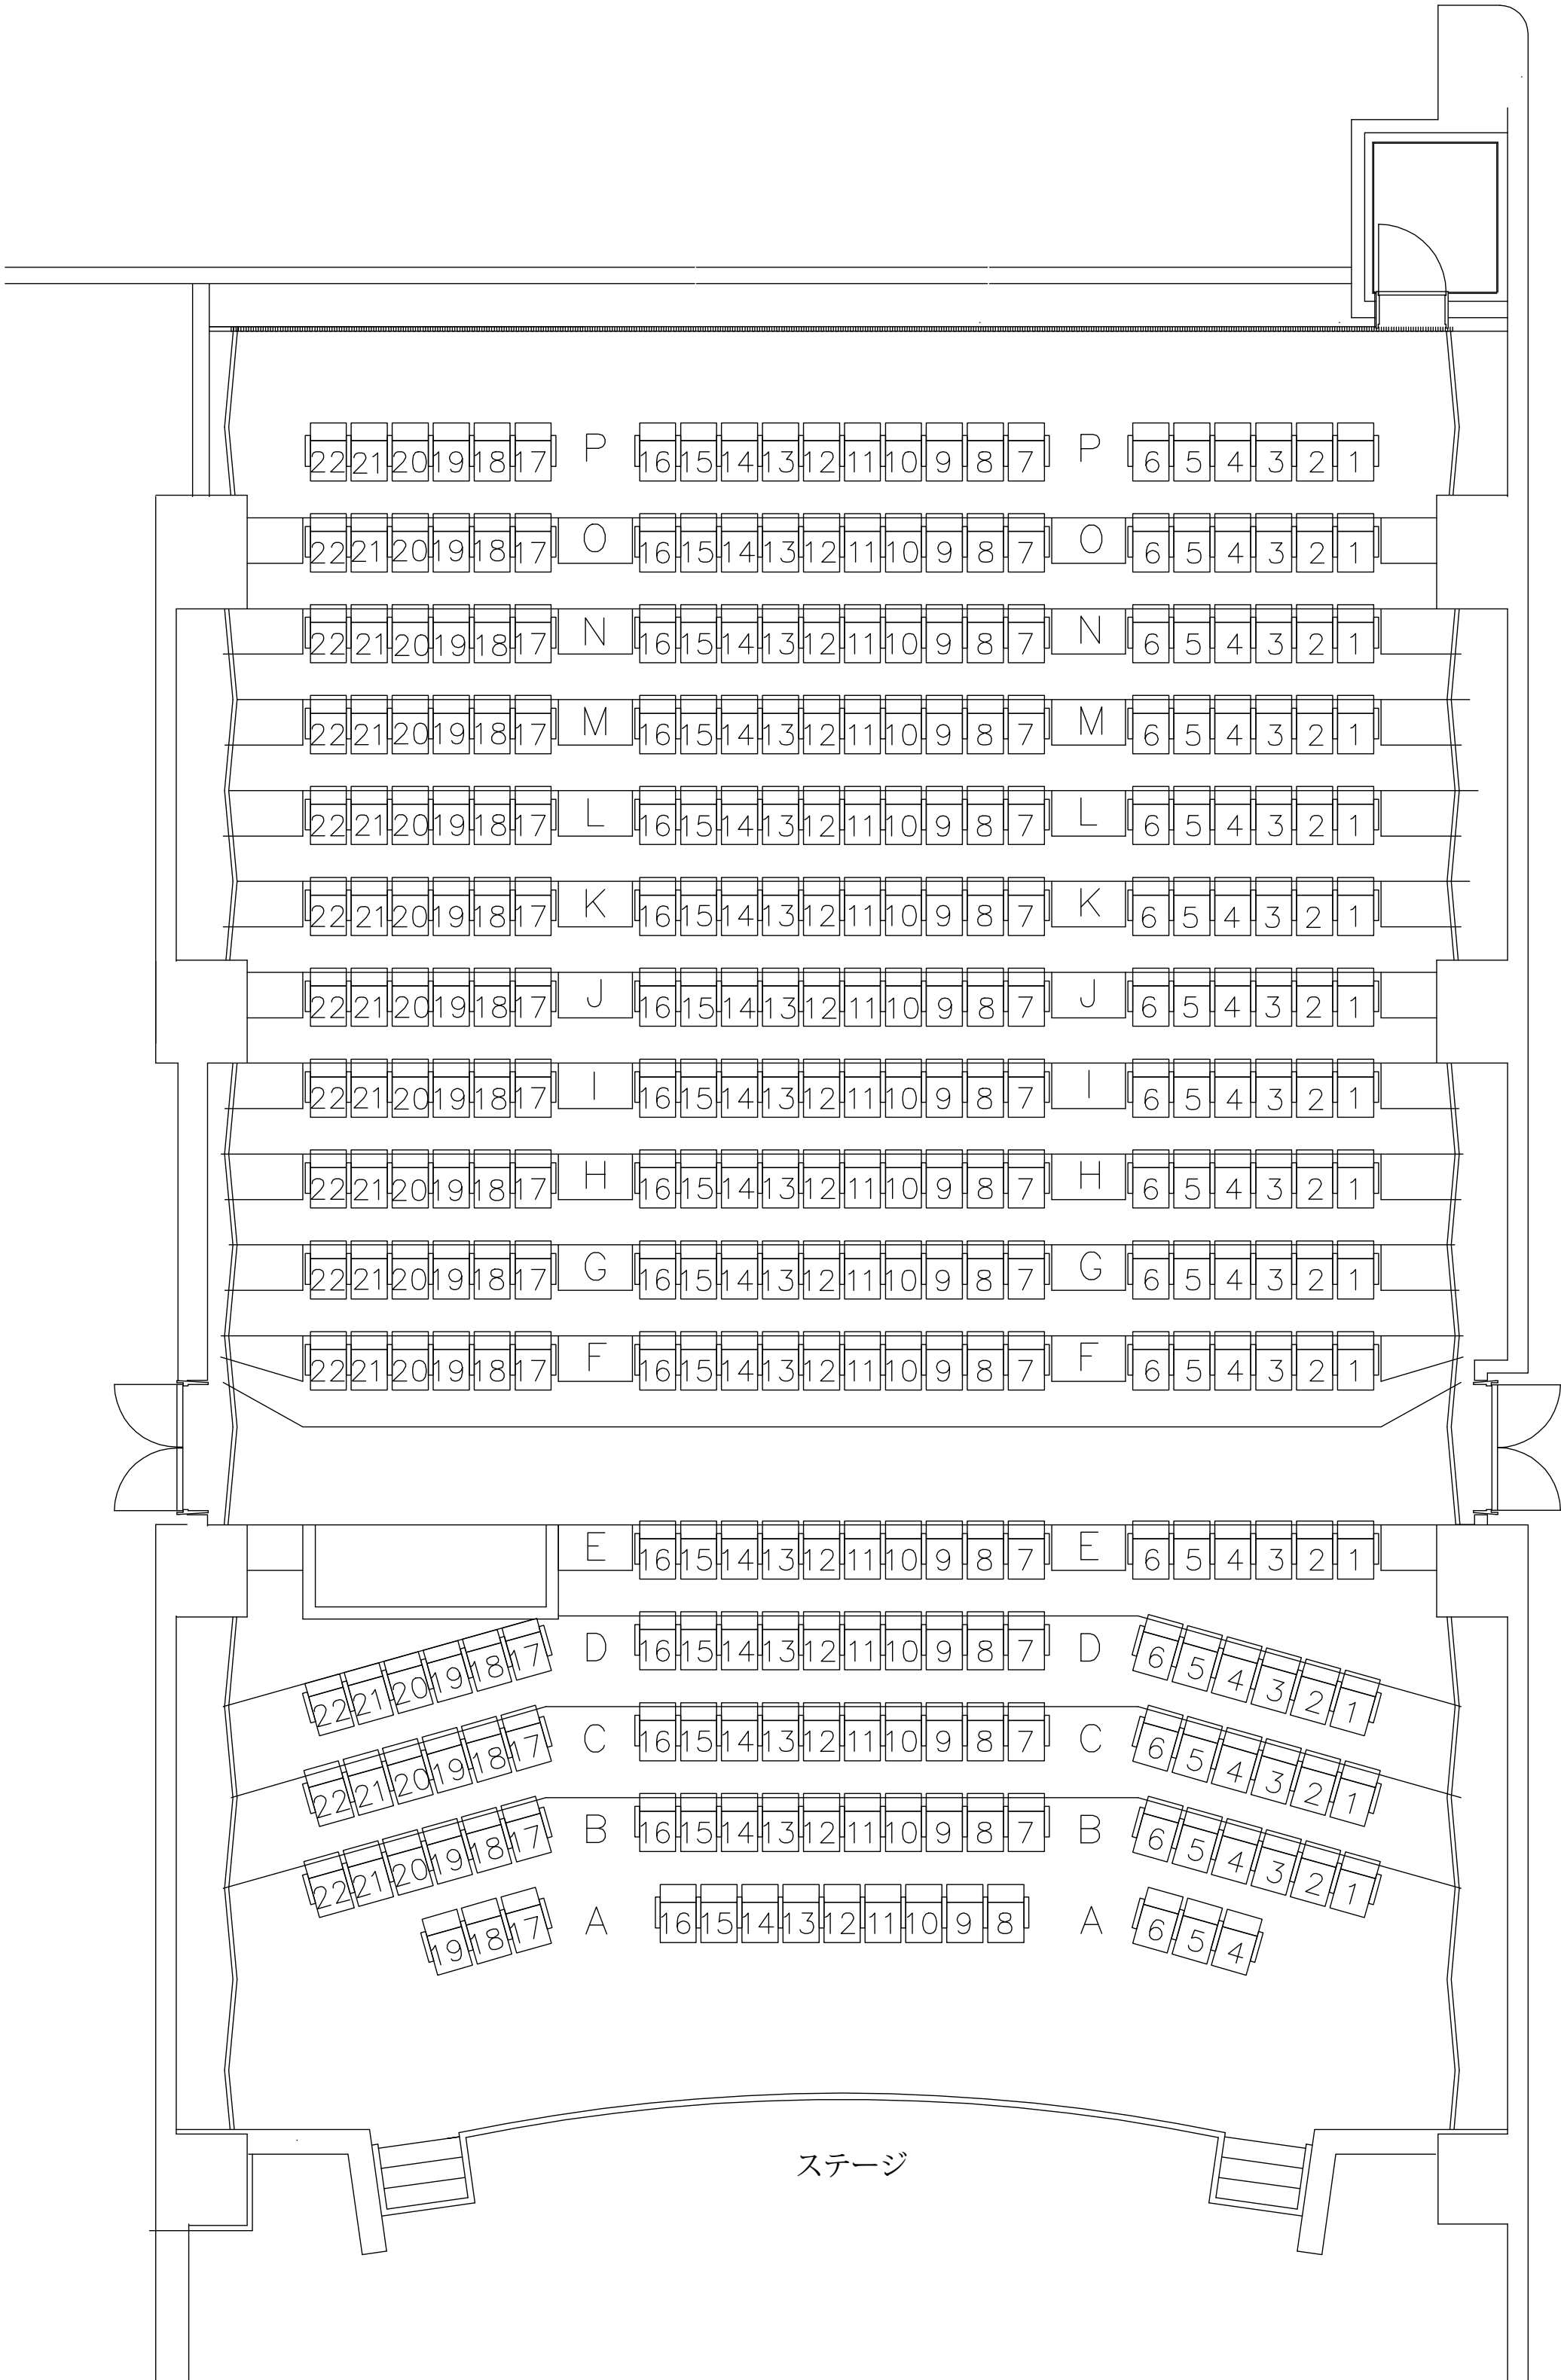 22 21 20 19 18 17 P 16 15 14 13 12 11 10 9 8 7 P 6 5 4 3 2 1
22 21 20 19 18 17 O 16 15 14 13 12 11 10 9 8 7 O 6 5 4 3 2 1
22 21 20 19 18 17 N 16 15 14 13 12 11 10 9 8 7 N 6 5 4 3 2 1
22 21 20 19 18 17 M 16 15 14 13 12 11 10 9 8 7 M 6 5 4 3 2 1
22 21 20 19 18 17 L 16 15 14 13 12 11 10 9 8 7 L 6 5 4 3 2 1
22 21 20 19 18 17 K 16 15 14 13 12 11 10 9 8 7 K 6 5 4 3 2 1
22 21 20 19 18 17 J 16 15 14 13 12 11 10 9 8 7 J 6 5 4 3 2 1
22 21 20 19 18 17 I 16 15 14 13 12 11 10 9 8 7 I 6 5 4 3 2 1
22 21 20 19 18 17 H 16 15 14 13 12 11 10 9 8 7 H 6 5 4 3 2 1
22 21 20 19 18 17 G 16 15 14 13 12 11 10 9 8 7 G 6 5 4 3 2 1
22 21 20 19 18 17 F 16 15 14 13 12 11 10 9 8 7 F 6 5 4 3 2 1
E 16 15 14 13 12 11 10 9 8 7 E 6 5 4 3 2 1
22 21 20 19 18 17 D 16 15 14 13 12 11 10 9 8 7 D 6 5 4 3 2 1
22 21 20 19 18 17 C 16 15 14 13 12 11 10 9 8 7 C 6 5 4 3 2 1
22 21 20 19 18 17 B 16 15 14 13 12 11 10 9 8 7 B 6 5 4 3 2 1
19 18 17 A 16 15 14 13 12 11 10 9 8 A 6 5 4
ステージ